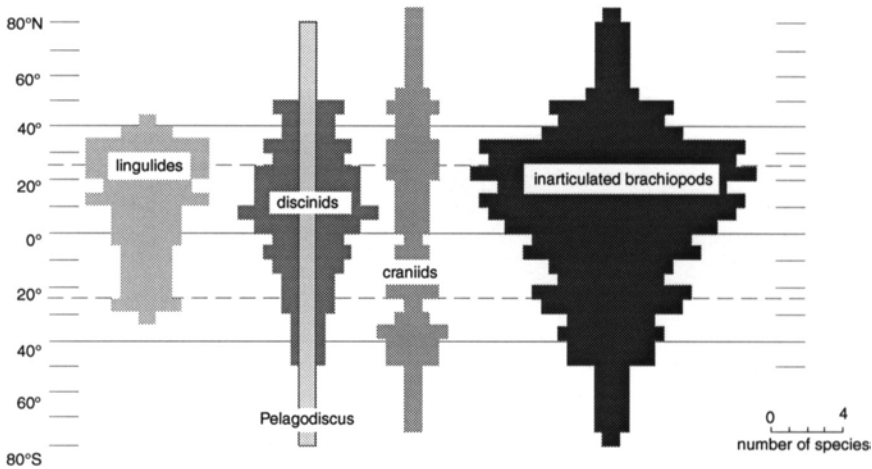 80°N
60°
40°
20°
0°
20°
40°
60°
80°S
lingulides
discinids
craniids
inarticulated brachiopods
Pelagodiscus
0 4
number of species